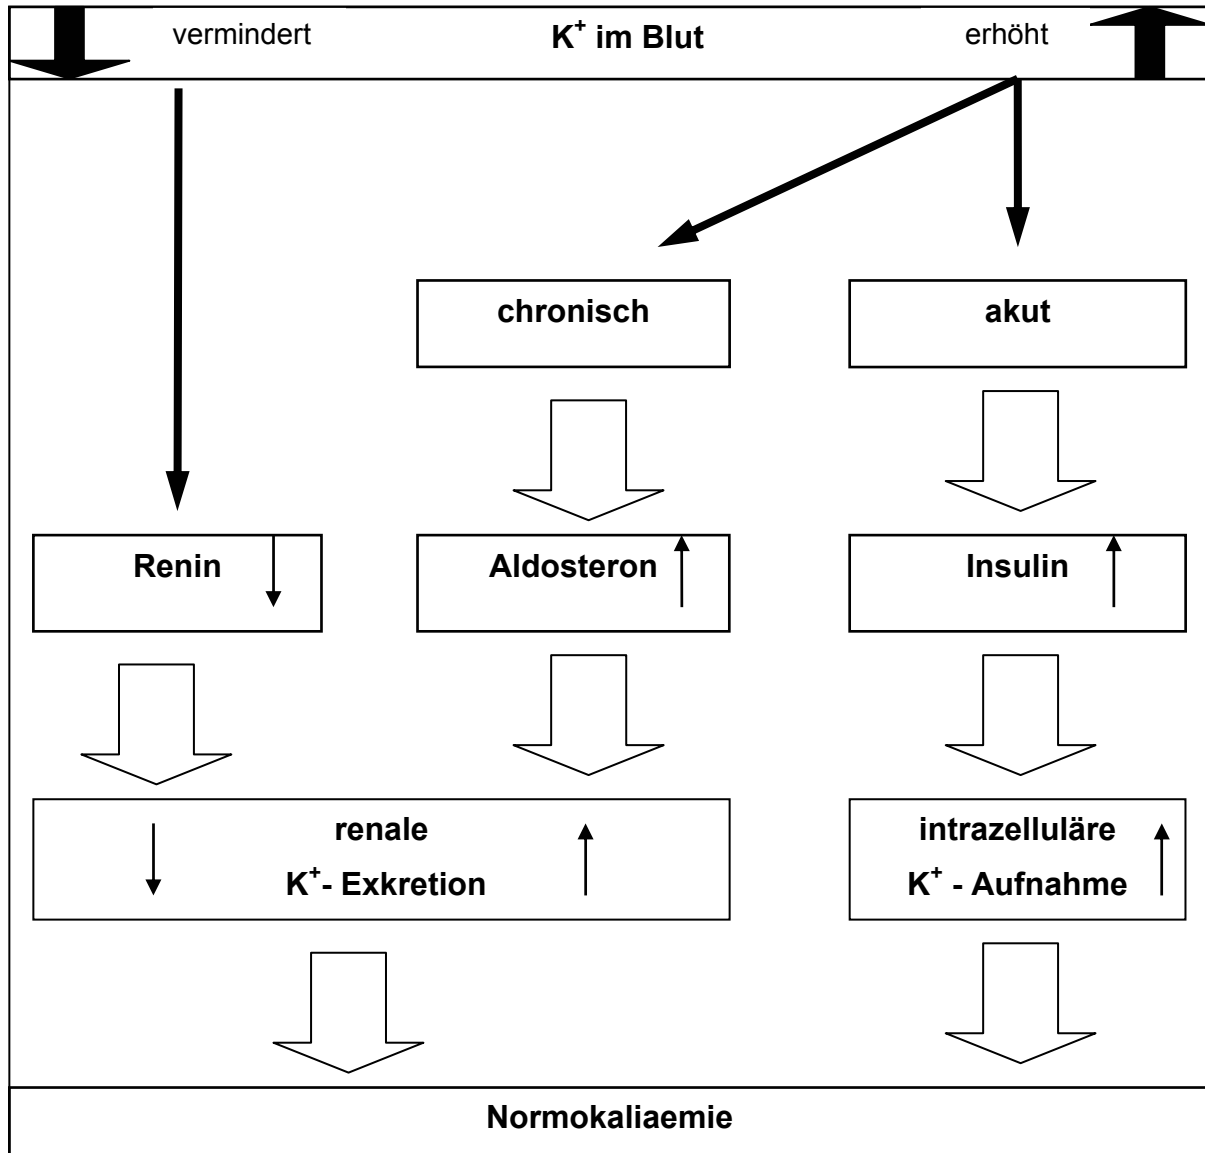 vermindert K⁺ im Blut erhöht
chronisch akut
Renin Aldosteron Insulin
renale intrazelluläre
K⁺- Exkretion K⁺ - Aufnahme
Normokaliaemie